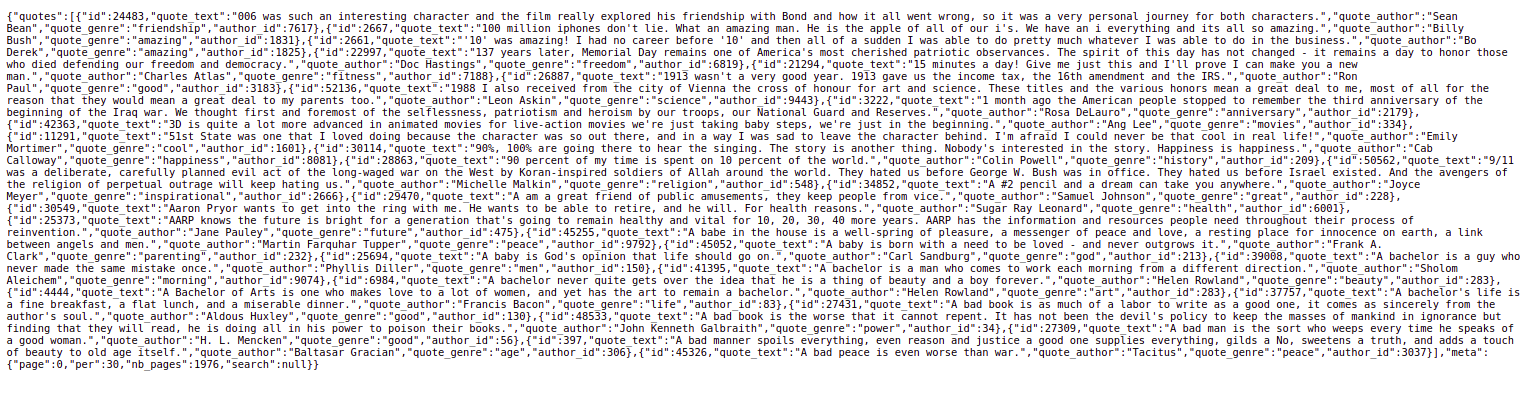 {"quotes":[{"id":24483,"quote_text":"006 was such an interesting character and the film really explored his friendship with Bond and how it all went wrong, so it was a very personal journey for both characters.","quote_author":"Sean
Bean","quote_genre":"friendship","author_id":7617},{"id":2667,"quote_text":"100 million iphones don't lie. What an amazing man. He is the apple of all of our i's. We have an i everything and its all so amazing.","quote_author":"Billy
Bush","quote_genre":"amazing","author_id":1831},{"id":2661,"quote_text":"'10' was amazing! I had no career before '10' and then all of a sudden I was able to do pretty much whatever I was able to do in the business.","quote_author":"Bo
Derek","quote_genre":"amazing","author_id":1825},{"id":22997,"quote_text":"137 years later, Memorial Day remains one of America's most cherished patriotic observances. The spirit of this day has not changed - it remains a day to honor those
who died defending our freedom and democracy.","quote_author":"Doc Hastings","quote_genre":"freedom","author_id":6819},{"id":21294,"quote_text":"15 minutes a day! Give me just this and I'll prove I can make you a new
man.","quote_author":"Charles Atlas","quote_genre":"fitness","author_id":7188},{"id":26887,"quote_text":"1913 wasn't a very good year. 1913 gave us the income tax, the 16th amendment and the IRS.","quote_author":"Ron
Paul","quote_genre":"good","author_id":3183},{"id":52136,"quote_text":"1988 I also received from the city of Vienna the cross of honour for art and science. These titles and the various honors mean a great deal to me, most of all for the
reason that they would mean a great deal to my parents too.","quote_author":"Leon Askin","quote_genre":"science","author_id":9443},{"id":3222,"quote_text":"1 month ago the American people stopped to remember the third anniversary of the
beginning of the Iraq war. We thought first and foremost of the selflessness, patriotism and heroism by our troops, our National Guard and Reserves.","quote_author":"Rosa DeLauro","quote_genre":"anniversary","author_id":2179},
{"id":42363,"quote_text":"3D is quite a lot more advanced in animated movies for live-action movies we're just taking baby steps, we're just in the beginning.","quote_author":"Ang Lee","quote_genre":"movies","author_id":334},
{"id":11291,"quote_text":"51st State was one that I loved doing because the character was so out there, and in a way I was sad to leave the character behind. I'm afraid I could never be that cool in real life!","quote_author":"Emily
Mortimer","quote_genre":"cool","author_id":1601},{"id":30114,"quote_text":"90%, 100% are going there to hear the singing. The story is another thing. Nobody's interested in the story. Happiness is happiness.","quote_author":"Cab
Calloway","quote_genre":"happiness","author_id":8081},{"id":28863,"quote_text":"90 percent of my time is spent on 10 percent of the world.","quote_author":"Colin Powell","quote_genre":"history","author_id":209},{"id":50562,"quote_text":"9/11
was a deliberate, carefully planned evil act of the long-waged war on the West by Koran-inspired soldiers of Allah around the world. They hated us before George W. Bush was in office. They hated us before Israel existed. And the avengers of
the religion of perpetual outrage will keep hating us.","quote_author":"Michelle Malkin","quote_genre":"religion","author_id":548},{"id":34852,"quote_text":"A #2 pencil and a dream can take you anywhere.","quote_author":"Joyce
Meyer","quote_genre":"inspirational","author_id":2666},{"id":29470,"quote_text":"A am a great friend of public amusements, they keep people from vice.","quote_author":"Samuel Johnson","quote_genre":"great","author_id":228},
{"id":30549,"quote_text":"Aaron Pryor wants to get into the ring with me. He wants to be able to retire, and he will. For health reasons.","quote_author":"Sugar Ray Leonard","quote_genre":"health","author_id":6001},
{"id":25373,"quote_text":"AARP knows the future is bright for a generation that's going to remain healthy and vital for 10, 20, 30, 40 more years. AARP has the information and resources people need throughout their process of
reinvention.","quote_author":"Jane Pauley","quote_genre":"future","author_id":475},{"id":45255,"quote_text":"A babe in the house is a well-spring of pleasure, a messenger of peace and love, a resting place for innocence on earth, a link
between angels and men.","quote_author":"Martin Farquhar Tupper","quote_genre":"peace","author_id":9792},{"id":45052,"quote_text":"A baby is born with a need to be loved - and never outgrows it.","quote_author":"Frank A.
Clark","quote_genre":"parenting","author_id":232},{"id":25694,"quote_text":"A baby is God's opinion that life should go on.","quote_author":"Carl Sandburg","quote_genre":"god","author_id":213},{"id":39008,"quote_text":"A bachelor is a guy who
never made the same mistake once.","quote_author":"Phyllis Diller","quote_genre":"men","author_id":150},{"id":41395,"quote_text":"A bachelor is a man who comes to work each morning from a different direction.","quote_author":"Sholom
Aleichem","quote_genre":"morning","author_id":9074},{"id":6984,"quote_text":"A bachelor never quite gets over the idea that he is a thing of beauty and a boy forever.","quote_author":"Helen Rowland","quote_genre":"beauty","author_id":283},
{"id":4444,"quote_text":"A Bachelor of Arts is one who makes love to a lot of women, and yet has the art to remain a bachelor.","quote_author":"Helen Rowland","quote_genre":"art","author_id":283},{"id":37757,"quote_text":"A bachelor's life is
a fine breakfast, a flat lunch, and a miserable dinner.","quote_author":"Francis Bacon","quote_genre":"life","author_id":83},{"id":27431,"quote_text":"A bad book is as much of a labor to write as a good one, it comes as sincerely from the
author's soul.","quote_author":"Aldous Huxley","quote_genre":"good","author_id":130},{"id":48533,"quote_text":"A bad book is the worse that it cannot repent. It has not been the devil's policy to keep the masses of mankind in ignorance but
finding that they will read, he is doing all in his power to poison their books.","quote_author":"John Kenneth Galbraith","quote_genre":"power","author_id":34},{"id":27309,"quote_text":"A bad man is the sort who weeps every time he speaks of
a good woman.","quote_author":"H. L. Mencken","quote_genre":"good","author_id":56},{"id":397,"quote_text":"A bad manner spoils everything, even reason and justice a good one supplies everything, gilds a No, sweetens a truth, and adds a touch
of beauty to old age itself.","quote_author":"Baltasar Gracian","quote_genre":"age","author_id":306},{"id":45326,"quote_text":"A bad peace is even worse than war.","quote_author":"Tacitus","quote_genre":"peace","author_id":3037}],"meta":
{"page":0,"per":30,"nb_pages":1976,"search":null}}